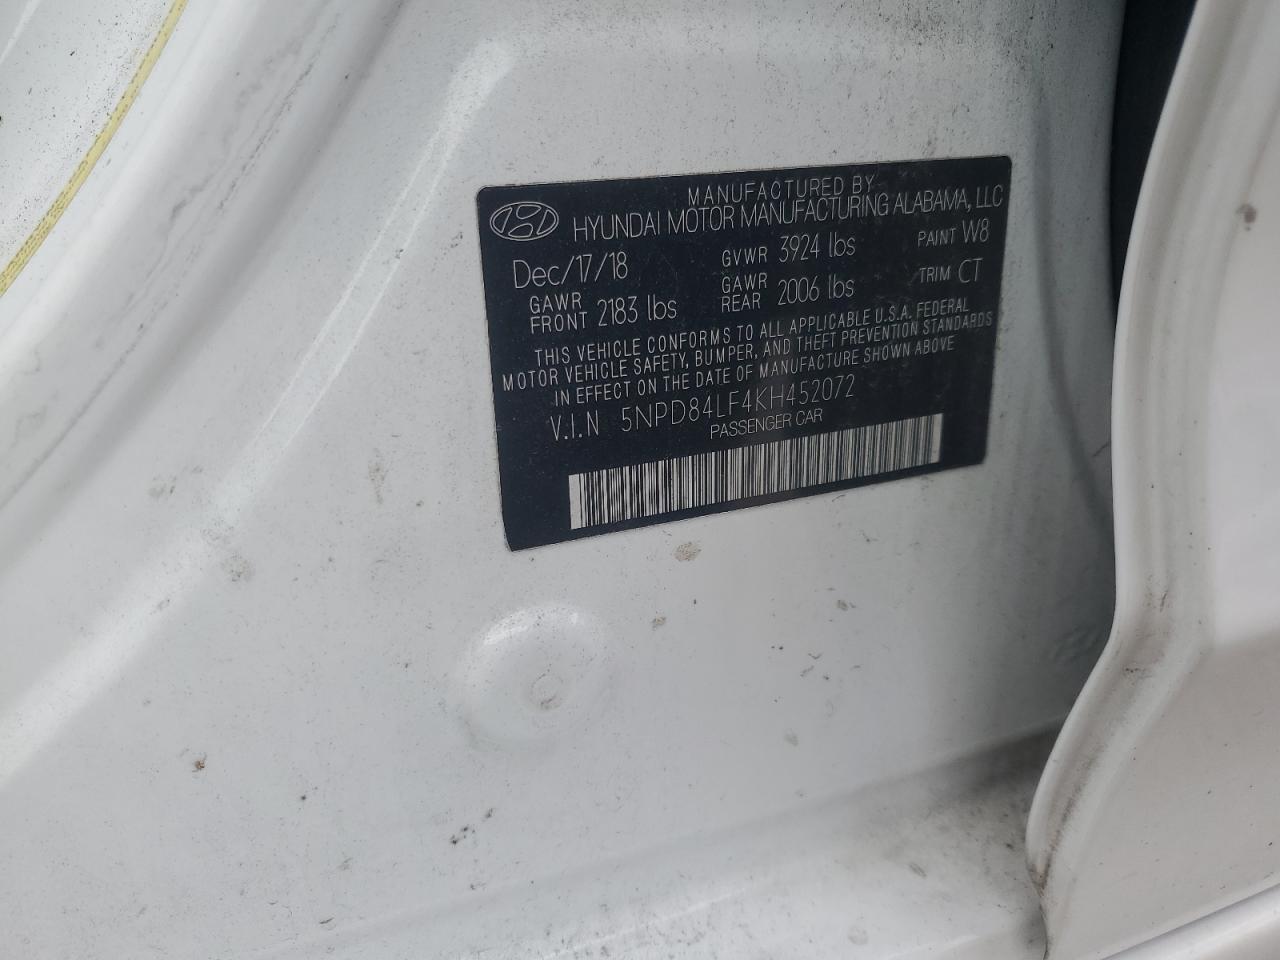 MANUFACTURED BY
HYUNDAI MOTOR MANUFACTURING ALABAMA, LLC
Dec/17/18 GVWR 3924 lbs PAINT W8
GAWR FRONT 2183 lbs GAWR REAR 2006 lbs TRIM CT
THIS VEHICLE CONFORMS TO ALL APPLICABLE U.S.A. FEDERAL
MOTOR VEHICLE SAFETY, BUMPER, AND THEFT PREVENTION STANDARDS
IN EFFECT ON THE DATE OF MANUFACTURE SHOWN ABOVE
V.I.N 5NPD84LF4KH452072
PASSENGER CAR